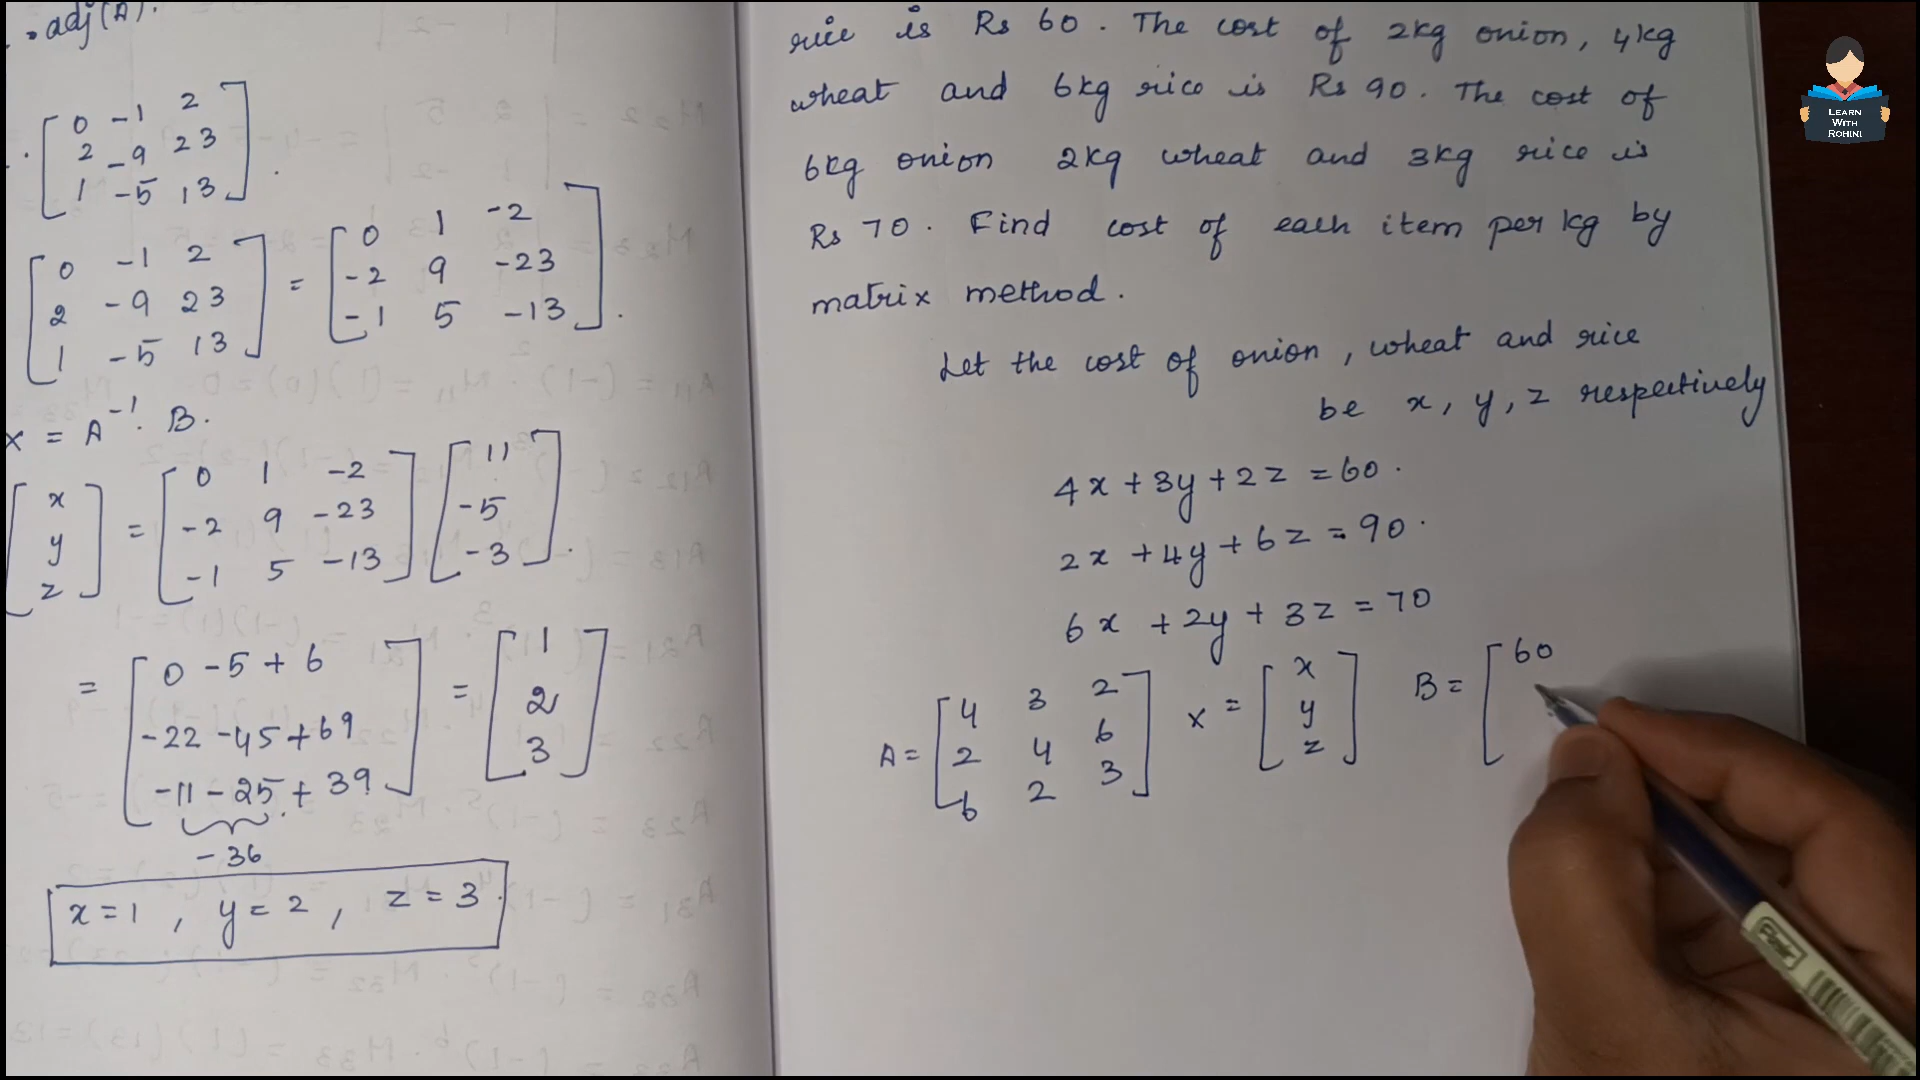 . adj(A).
[ 0 -1 2
2 -9 23
1 -5 13 ] .
[ 0 -1 2
2 -9 23
1 -5 13 ] = [ 0 1 -2
-2 9 -23
-1 5 -13 ] .
X = A⁻¹. B.
[ x
y
z ] = [ 0 1 -2
-2 9 -23
-1 5 -13 ] [ 11
-5
-3 ] .
= [ 0 -5 + 6
-22 -45 + 69
-11 -25 + 39 ] = [ 1
2
3 ]
-36
x = 1 , y = 2 , z = 3 .
rice is Rs 60 . The cost of 2kg onion, 4kg
wheat and 6kg rice is Rs 90. The cost of
6kg onion 2kg wheat and 3kg rice is
Rs 70. Find cost of each item per kg by
matrix method.
Let the cost of onion, wheat and rice
be x, y, z respectively
4x + 3y + 2z = 60 .
2x + 4y + 6z = 90 .
6x + 2y + 3z = 70
A = [ 4 3 2
2 4 6
6 2 3 ] X = [ x
y
z ] B = [ 60
LEARN
WITH
ROHINI